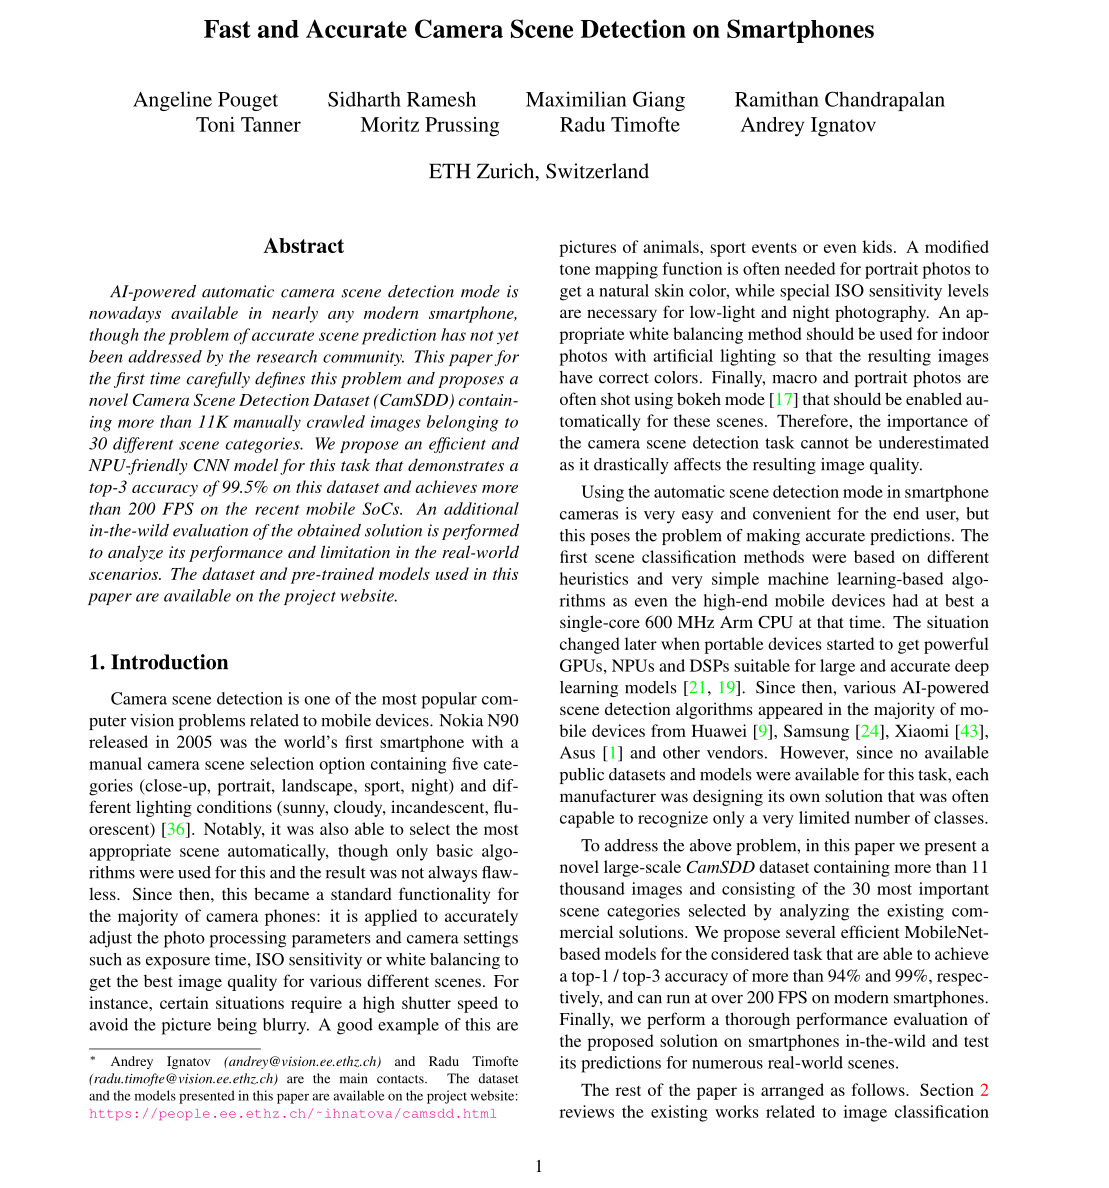 Fast and Accurate Camera Scene Detection on Smartphones
Angeline Pouget Sidharth Ramesh Maximilian Giang Ramithan Chandrapalan
Toni Tanner Moritz Prussing Radu Timofte Andrey Ignatov
ETH Zurich, Switzerland
Abstract
AI-powered automatic camera scene detection mode is
nowadays available in nearly any modern smartphone,
though the problem of accurate scene prediction has not yet
been addressed by the research community. This paper for
the first time carefully defines this problem and proposes a
novel Camera Scene Detection Dataset (CamSDD) contain-
ing more than 11K manually crawled images belonging to
30 different scene categories. We propose an efficient and
NPU-friendly CNN model for this task that demonstrates a
top-3 accuracy of 99.5% on this dataset and achieves more
than 200 FPS on the recent mobile SoCs. An additional
in-the-wild evaluation of the obtained solution is performed
to analyze its performance and limitation in the real-world
scenarios. The dataset and pre-trained models used in this
paper are available on the project website.
1. Introduction
Camera scene detection is one of the most popular com-
puter vision problems related to mobile devices. Nokia N90
released in 2005 was the world's first smartphone with a
manual camera scene selection option containing five cate-
gories (close-up, portrait, landscape, sport, night) and dif-
ferent lighting conditions (sunny, cloudy, incandescent, flu-
orescent) [36]. Notably, it was also able to select the most
appropriate scene automatically, though only basic algo-
rithms were used for this and the result was not always flaw-
less. Since then, this became a standard functionality for
the majority of camera phones: it is applied to accurately
adjust the photo processing parameters and camera settings
such as exposure time, ISO sensitivity or white balancing to
get the best image quality for various different scenes. For
instance, certain situations require a high shutter speed to
avoid the picture being blurry. A good example of this are
* Andrey Ignatov (andrey@vision.ee.ethz.ch) and Radu Timofte
(radu.timofte@vision.ee.ethz.ch) are the main contacts. The dataset
and the models presented in this paper are available on the project website:
https://people.ee.ethz.ch/~ihnatova/camsdd.html
pictures of animals, sport events or even kids. A modified
tone mapping function is often needed for portrait photos to
get a natural skin color, while special ISO sensitivity levels
are necessary for low-light and night photography. An ap-
propriate white balancing method should be used for indoor
photos with artificial lighting so that the resulting images
have correct colors. Finally, macro and portrait photos are
often shot using bokeh mode [17] that should be enabled au-
tomatically for these scenes. Therefore, the importance of
the camera scene detection task cannot be underestimated
as it drastically affects the resulting image quality.
Using the automatic scene detection mode in smartphone
cameras is very easy and convenient for the end user, but
this poses the problem of making accurate predictions. The
first scene classification methods were based on different
heuristics and very simple machine learning-based algo-
rithms as even the high-end mobile devices had at best a
single-core 600 MHz Arm CPU at that time. The situation
changed later when portable devices started to get powerful
GPUs, NPUs and DSPs suitable for large and accurate deep
learning models [21, 19]. Since then, various AI-powered
scene detection algorithms appeared in the majority of mo-
bile devices from Huawei [9], Samsung [24], Xiaomi [43],
Asus [1] and other vendors. However, since no available
public datasets and models were available for this task, each
manufacturer was designing its own solution that was often
capable to recognize only a very limited number of classes.
To address the above problem, in this paper we present a
novel large-scale CamSDD dataset containing more than 11
thousand images and consisting of the 30 most important
scene categories selected by analyzing the existing com-
mercial solutions. We propose several efficient MobileNet-
based models for the considered task that are able to achieve
a top-1 / top-3 accuracy of more than 94% and 99%, respec-
tively, and can run at over 200 FPS on modern smartphones.
Finally, we perform a thorough performance evaluation of
the proposed solution on smartphones in-the-wild and test
its predictions for numerous real-world scenes.
The rest of the paper is arranged as follows. Section 2
reviews the existing works related to image classification
1